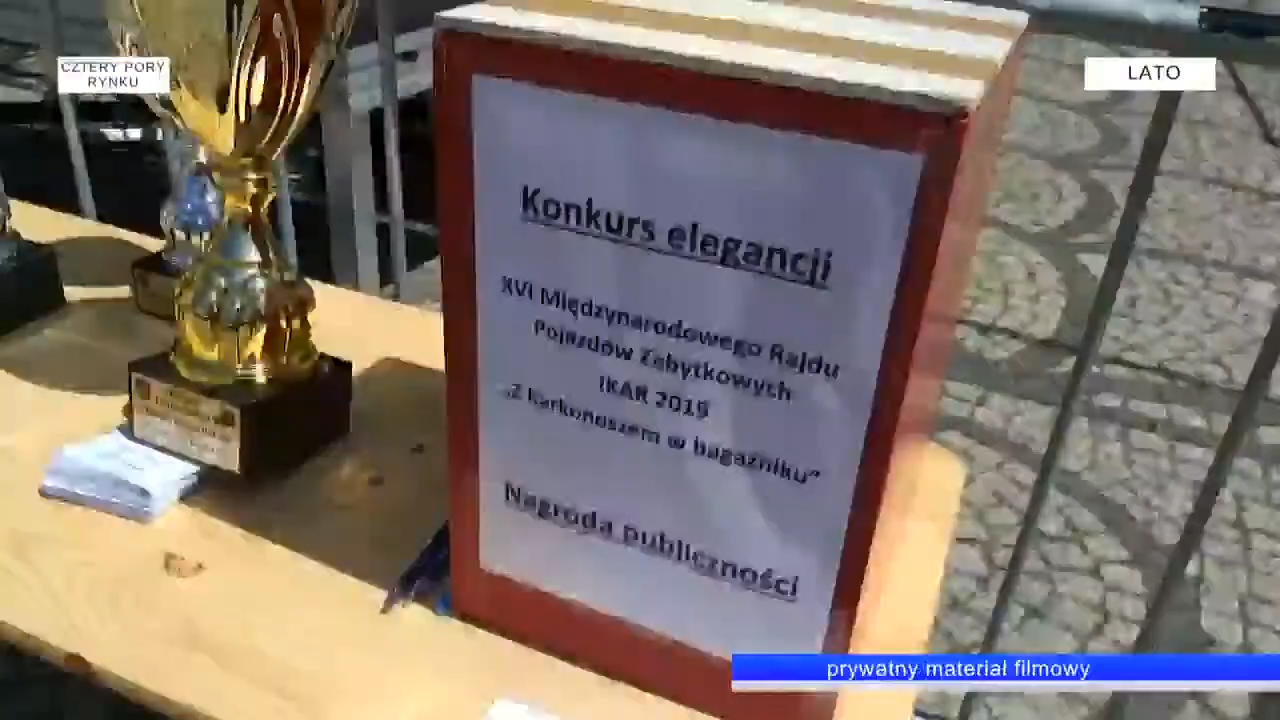 CZTERY PORY
RYNKU
LATO
Konkurs elegancji
XVI Międzynarodowego Rajdu
Pojazdów Zabytkowych
IKAR 2019
„Z Karkonoszem w bagażniku”
Nagroda publiczności
prywatny materiał filmowy